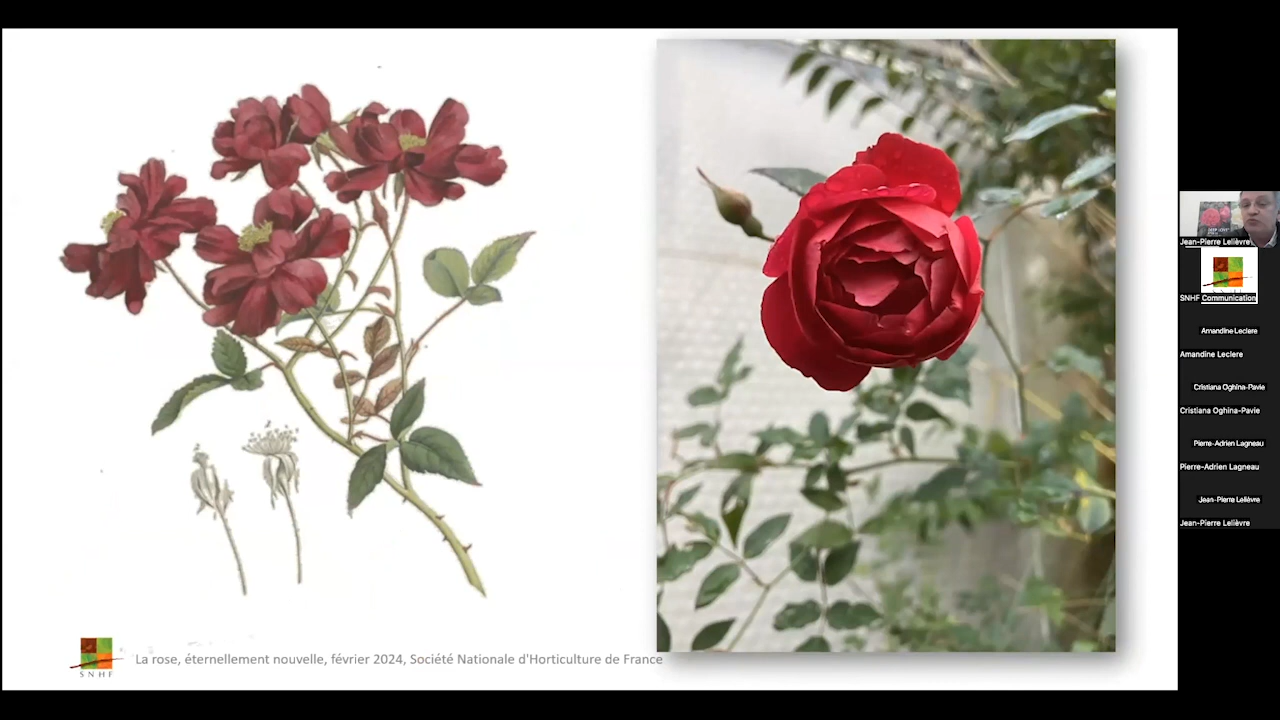 SNHF
La rose, éternellement nouvelle, février 2024, Société Nationale d'Horticulture de France
Jean-Pierre Lelièvre
SNHF Communication
Amandine Leclere
Amandine Leclere
Cristiana Oghina-Pavie
Cristiana Oghina-Pavie
Pierre-Adrien Lagneau
Pierre-Adrien Lagneau
Jean-Pierre Lelièvre
Jean-Pierre Lelièvre